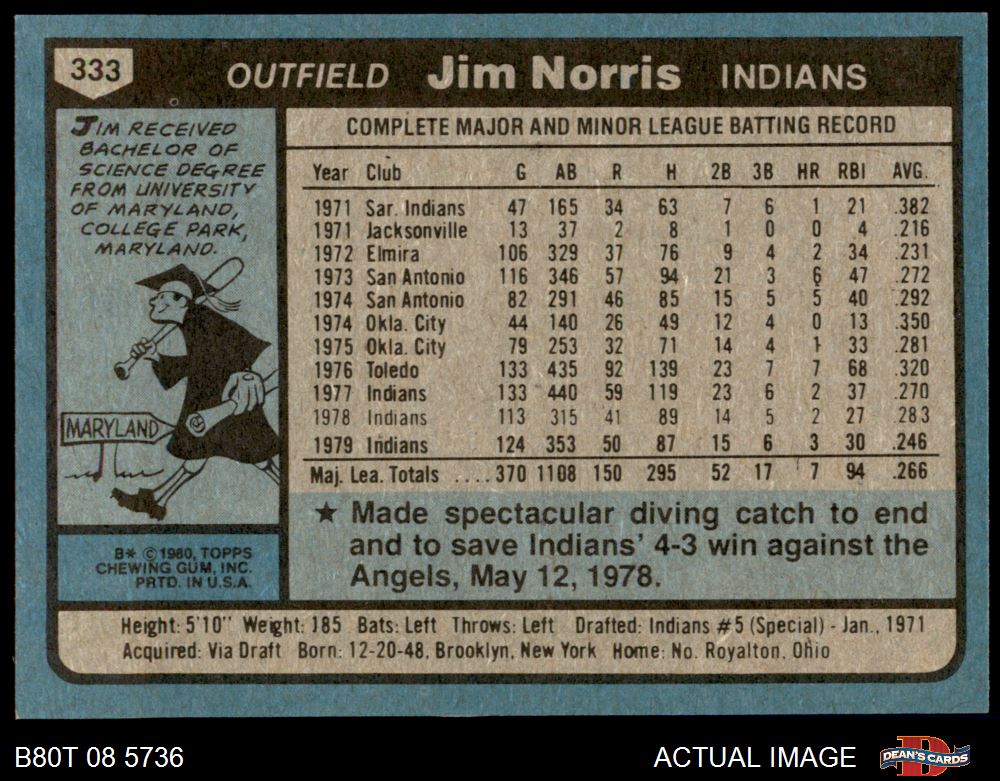 333
OUTFIELD Jim Norris INDIANS
JIM RECEIVED
BACHELOR OF
SCIENCE DEGREE
FROM UNIVERSITY
OF MARYLAND,
COLLEGE PARK,
MARYLAND.
MARYLAND
B* © 1980, TOPPS
CHEWING GUM, INC.
PRTD. IN U.S.A.
COMPLETE MAJOR AND MINOR LEAGUE BATTING RECORD
Year Club G AB R H 2B 3B HR RBI AVG.
1971 Sar. Indians 47 165 34 63 7 6 1 21 .382
1971 Jacksonville 13 37 2 8 1 0 0 4 .216
1972 Elmira 106 329 37 76 9 4 2 34 .231
1973 San Antonio 116 346 57 94 21 3 6 47 .272
1974 San Antonio 82 291 46 85 15 5 5 40 .292
1974 Okla. City 44 140 26 49 12 4 0 13 .350
1975 Okla. City 79 253 32 71 14 4 1 33 .281
1976 Toledo 133 435 92 139 23 7 7 68 .320
1977 Indians 133 440 59 119 23 6 2 37 .270
1978 Indians 113 315 41 89 14 5 2 27 .283
1979 Indians 124 353 50 87 15 6 3 30 .246
Maj. Lea. Totals ....370 1108 150 295 52 17 7 94 .266
★ Made spectacular diving catch to end
and to save Indians' 4-3 win against the
Angels, May 12, 1978.
Height: 5'10" Weight: 185 Bats: Left Throws: Left Drafted: Indians #5 (Special) - Jan., 1971
Acquired: Via Draft Born: 12-20-48, Brooklyn, New York Home: No. Royalton, Ohio
B80T 08 5736
ACTUAL IMAGE
DEAN'S CARDS